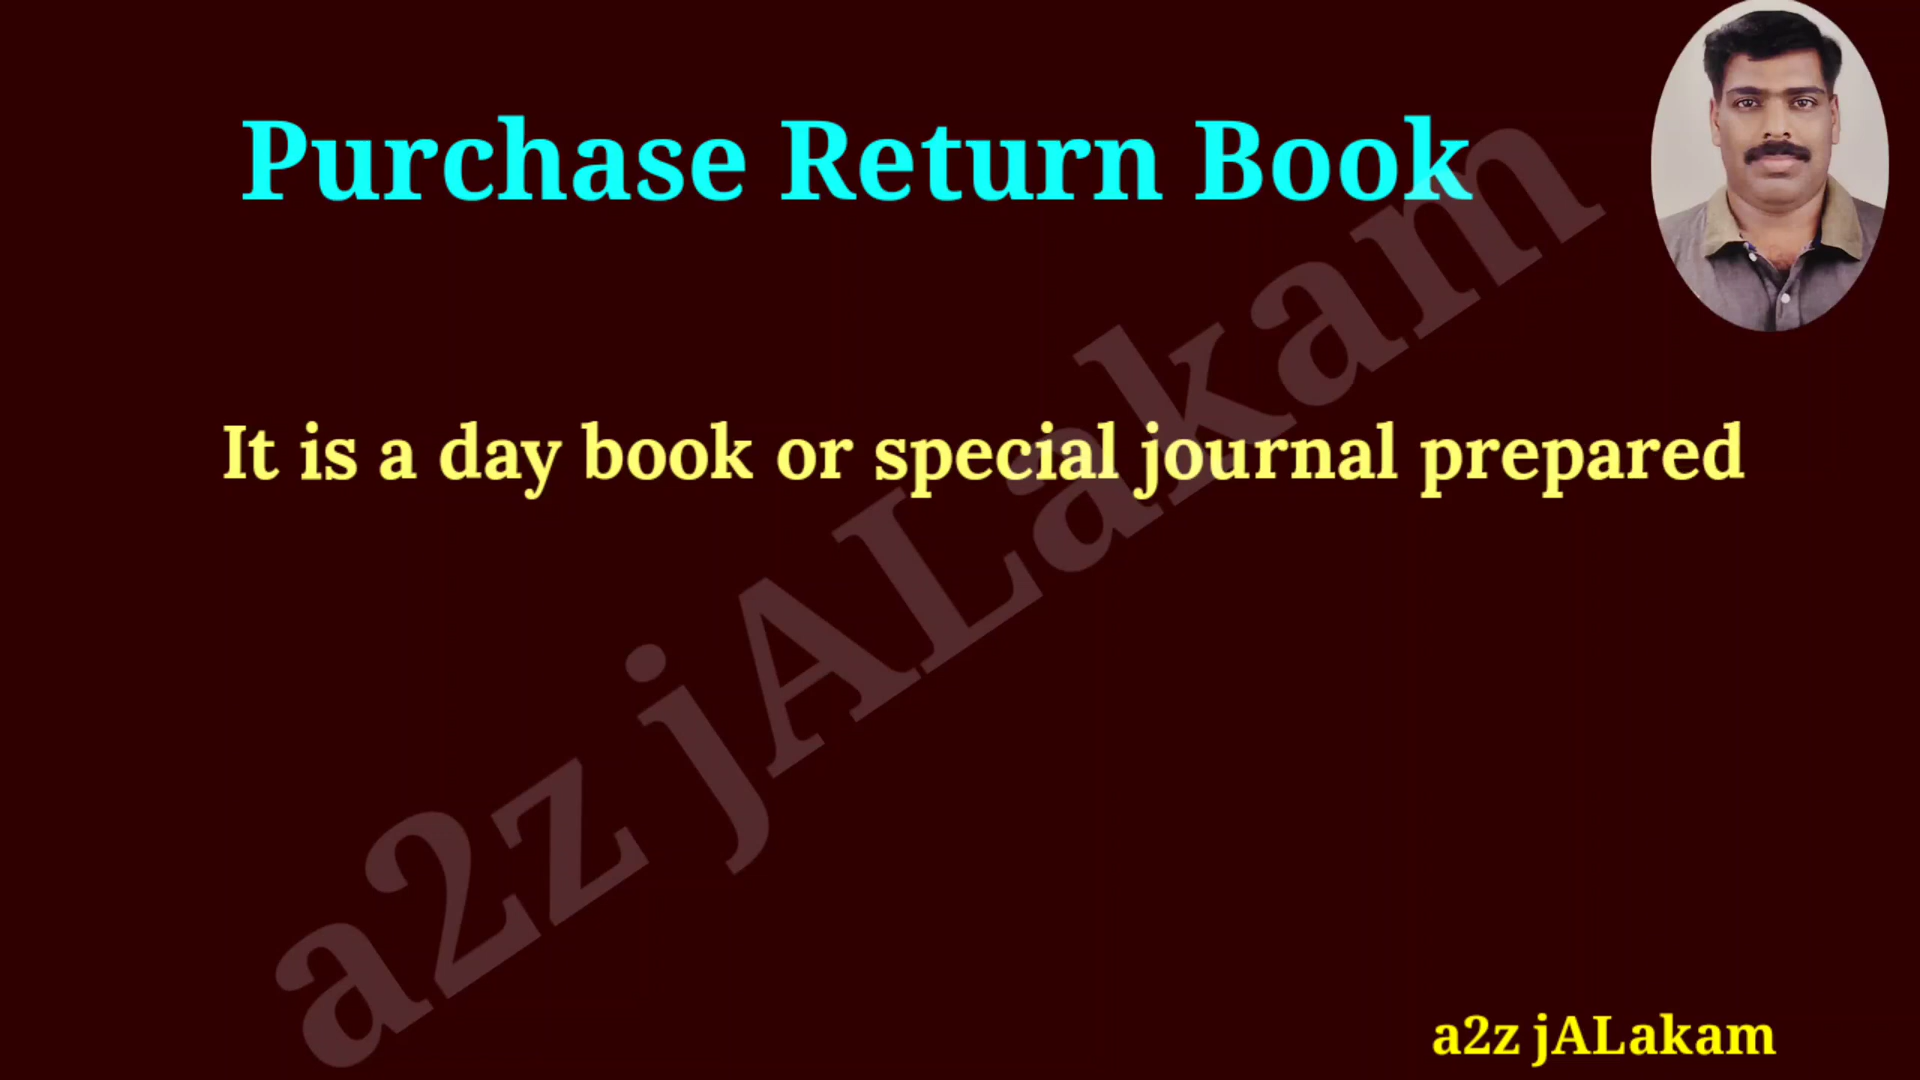 Purchase Return Book
It is a day book or special journal prepared
a2z jALakam
a2z jALakam